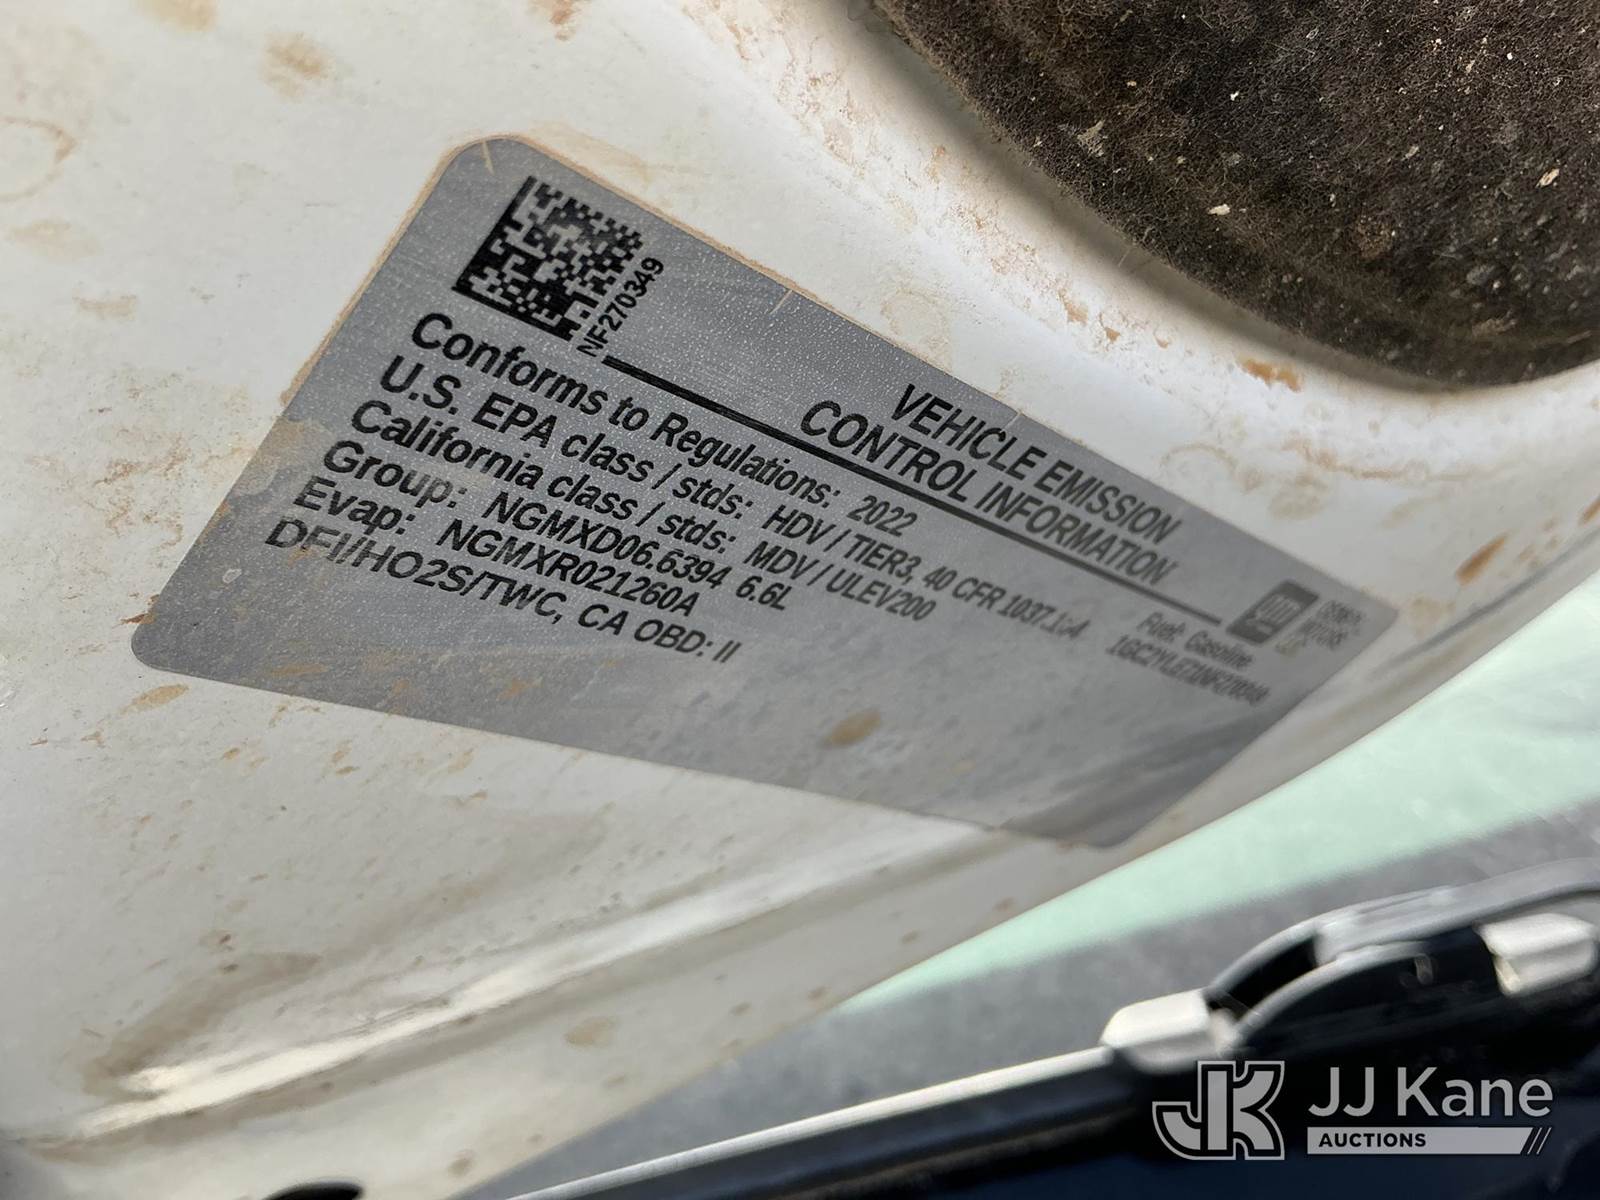 NF270349
VEHICLE EMISSION
CONTROL INFORMATION
GM
Conforms to Regulations: 2022
Fuel: Gasoline
U.S. EPA class / stds: HDV / TIER3, 40 CFR
California class / stds: MDV / ULEV200
Group: NGMXD06.6394 6.6L
Evap: NGMXR021260A
DFI/HO2S/TWC, CA OBD: II
JK JJ Kane
AUCTIONS